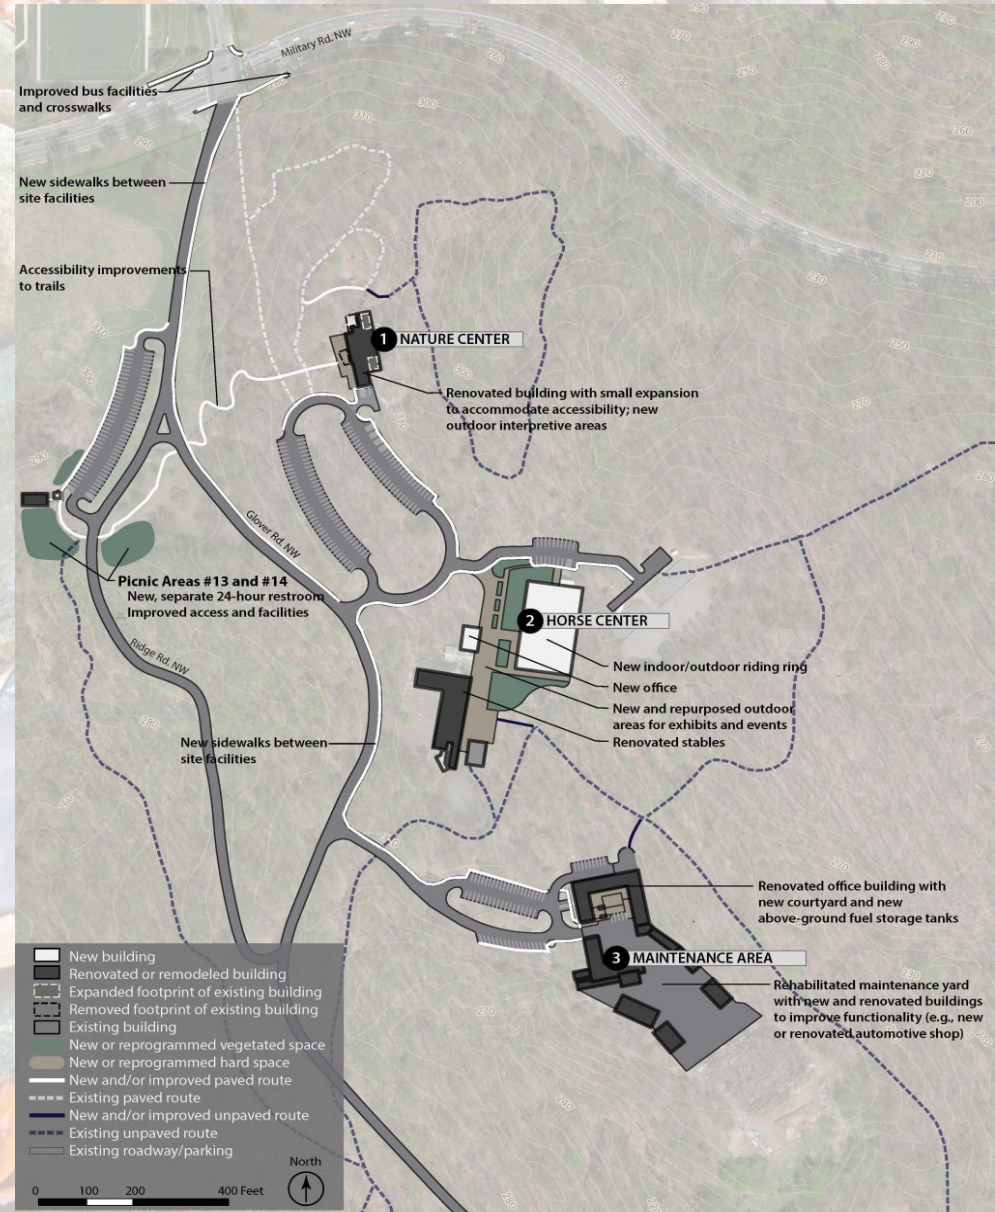 Military Rd. NW
Improved bus facilities
and crosswalks
New sidewalks between
site facilities
Accessibility improvements
to trails
1 NATURE CENTER
Renovated building with small expansion
to accommodate accessibility; new
outdoor interpretive areas
Glover Rd. NW
Picnic Areas #13 and #14
New, separate 24-hour restroom
Improved access and facilities
2 HORSE CENTER
Ridge Rd. NW
New indoor/outdoor riding ring
New office
New and repurposed outdoor
areas for exhibits and events
Renovated stables
New sidewalks between
site facilities
Renovated office building with
new courtyard and new
above-ground fuel storage tanks
3 MAINTENANCE AREA
Rehabilitated maintenance yard
with new and renovated buildings
to improve functionality (e.g., new
or renovated automotive shop)
New building
Renovated or remodeled building
Expanded footprint of existing building
Removed footprint of existing building
Existing building
New or reprogrammed vegetated space
New or reprogrammed hard space
New and/or improved paved route
Existing paved route
New and/or improved unpaved route
Existing unpaved route
Existing roadway/parking
North
0 100 200 400 Feet